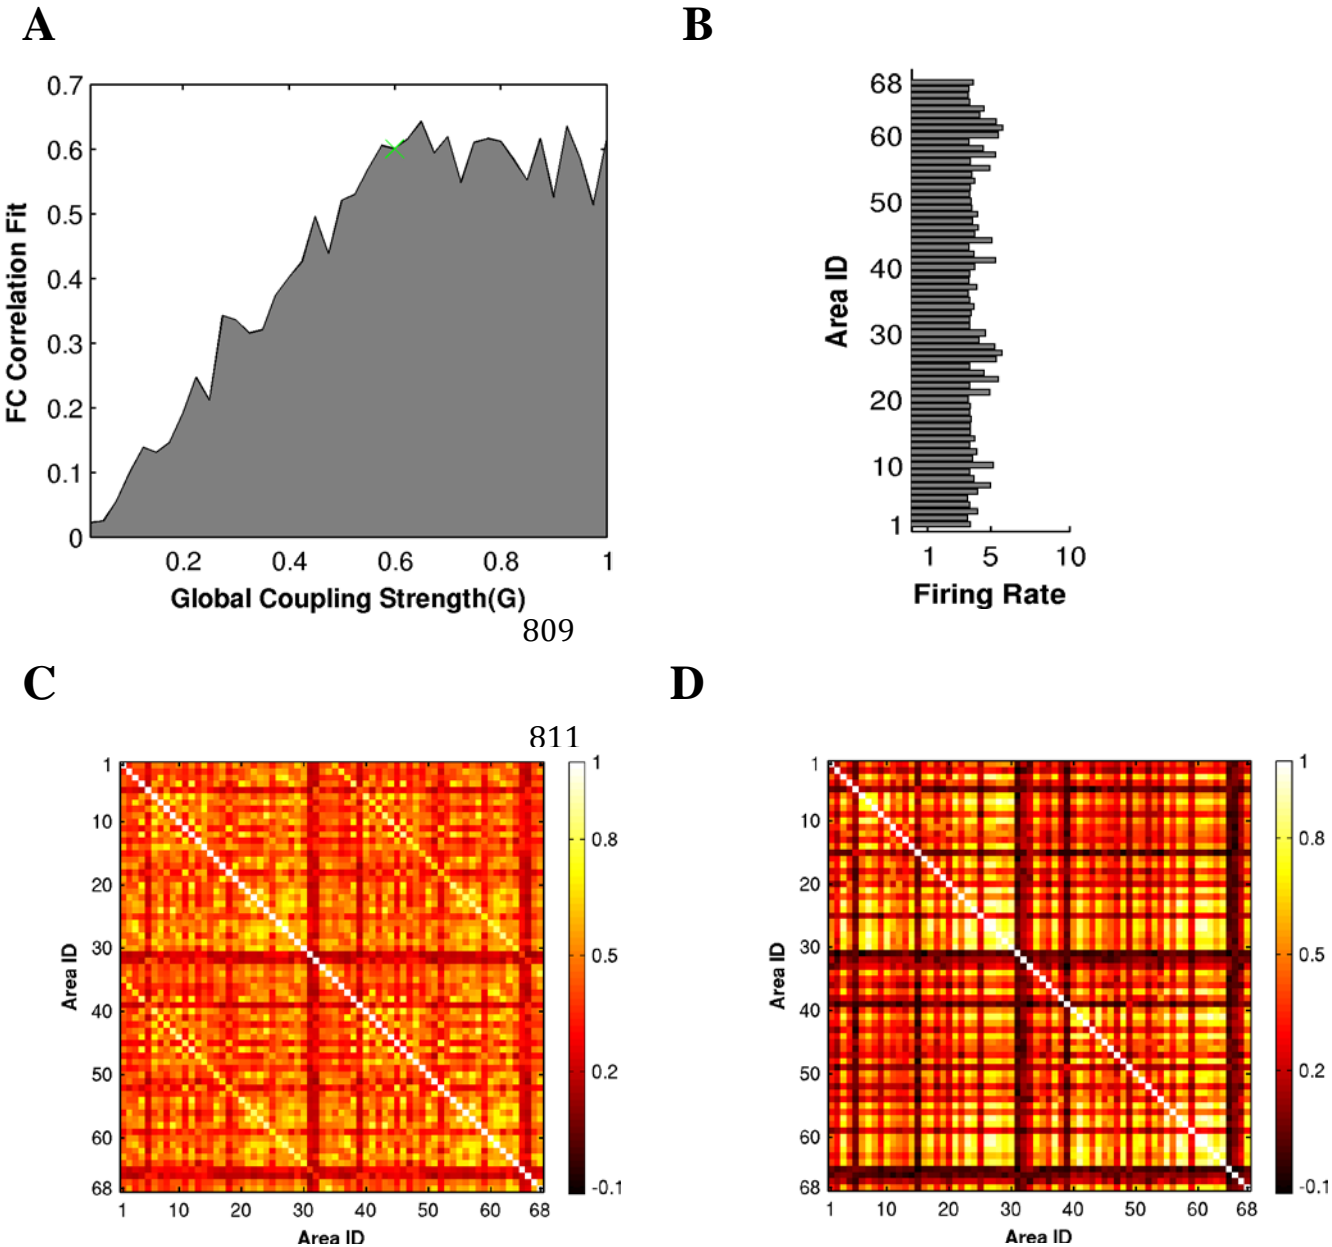 A
B
0.7
0.6
0.5
0.4
0.3
0.2
0.1
0
FC Correlation Fit
0.2 0.4 0.6 0.8 1
Global Coupling Strength(G)
68
60
50
40
30
20
10
1
Area ID
1 5 10
Firing Rate
809
C
D
811
1
10
20
30
40
50
60
68
Area ID
1 10 20 30 40 50 60 68
Area ID
1
0.8
0.5
0.2
-0.1
1
10
20
30
40
50
60
68
Area ID
1 10 20 30 40 50 60 68
Area ID
1
0.8
0.5
0.2
-0.1